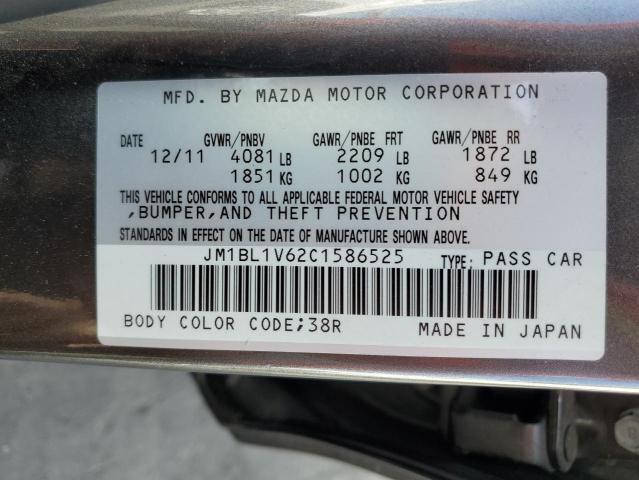 MFD. BY MAZDA MOTOR CORPORATION
DATE GVWR/PNBV GAWR/PNBE FRT GAWR/PNBE RR
12/11 4081 LB 2209 LB 1872 LB
1851 KG 1002 KG 849 KG
THIS VEHICLE CONFORMS TO ALL APPLICABLE FEDERAL MOTOR VEHICLE SAFETY
,BUMPER,AND THEFT PREVENTION
STANDARDS IN EFFECT ON THE DATE OF MANUFACTURE SHOWN ABOVE.
JM1BL1V62C1586525 TYPE: PASS CAR
BODY COLOR CODE;38R MADE IN JAPAN